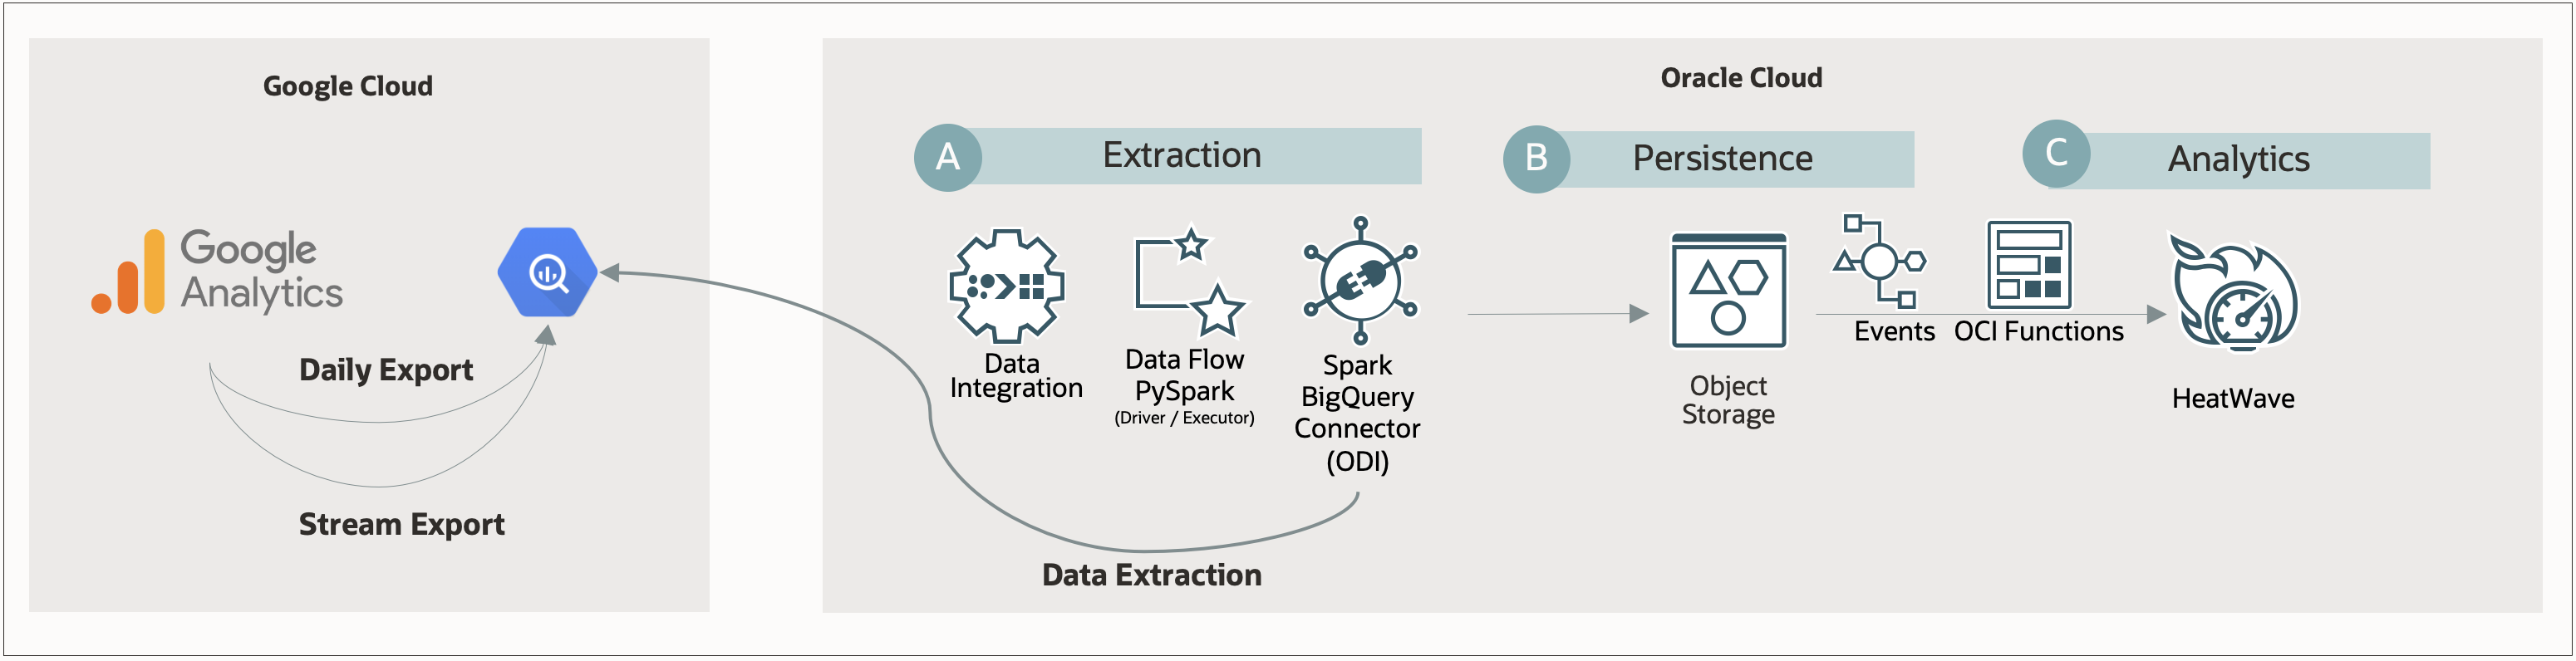 Google Cloud
Google
Analytics
Daily Export
Stream Export
Oracle Cloud
A
Extraction
Data
Integration
Data Flow
PySpark
(Driver / Executor)
Spark
BigQuery
Connector
(ODI)
Data Extraction
B
Persistence
Object
Storage
Events
OCI Functions
C
Analytics
HeatWave